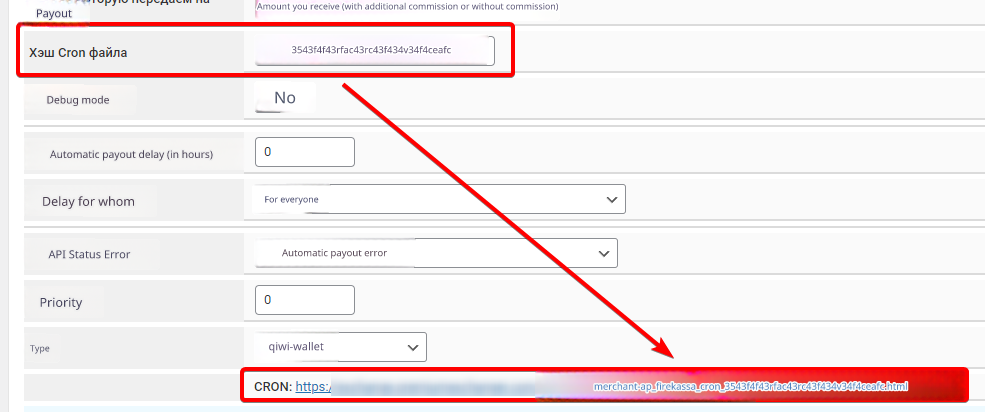 которую передаем на
Payout
Amount you receive (with additional commission or without commission)
Хэш Cron файла
3543f4f43rfac43rc43f434v34f4ceafc
Debug mode
No
Automatic payout delay (in hours)
0
Delay for whom
For everyone
API Status Error
Automatic payout error
Priority
0
Type
qiwi-wallet
CRON: https:/ merchant-ap_firekassa_cron_3543f4f43rfac43rc43f434v34f4ceafc.html